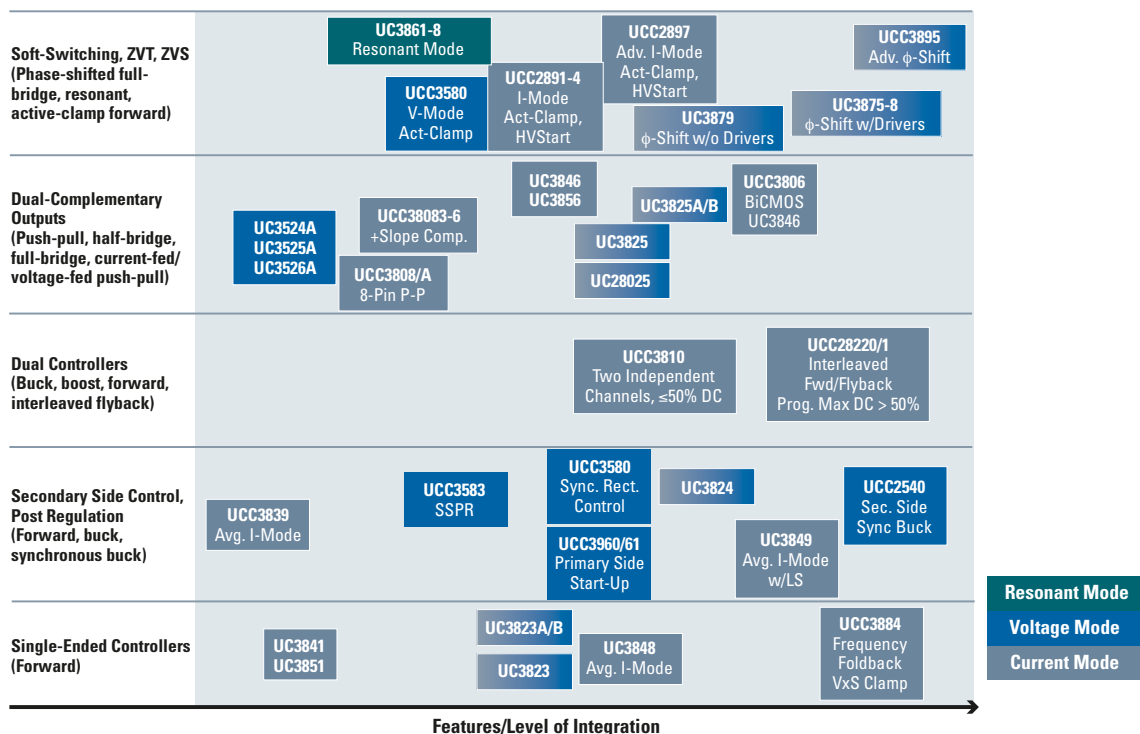 Soft-Switching, ZVT, ZVS
(Phase-shifted full-
bridge, resonant,
active-clamp forward)
UC3861-8
Resonant Mode
UCC3580
V-Mode
Act-Clamp
UCC2891-4
I-Mode
Act-Clamp,
HVStart
UCC2897
Adv. I-Mode
Act-Clamp,
HVStart
UC3879
ϕ-Shift w/o Drivers
UCC3895
Adv. ϕ-Shift
UC3875-8
ϕ-Shift w/Drivers
Dual-Complementary
Outputs
(Push-pull, half-bridge,
full-bridge, current-fed/
voltage-fed push-pull)
UC3524A
UC3525A
UC3526A
UCC38083-6
+Slope Comp.
UCC3808/A
8-Pin P-P
UC3846
UC3856
UC3825A/B
UC3825
UC28025
UCC3806
BiCMOS
UC3846
Dual Controllers
(Buck, boost, forward,
interleaved flyback)
UCC3810
Two Independent
Channels, ≤50% DC
UCC28220/1
Interleaved
Fwd/Flyback
Prog. Max DC > 50%
Secondary Side Control,
Post Regulation
(Forward, buck,
synchronous buck)
UCC3839
Avg. I-Mode
UCC3583
SSPR
UCC3580
Sync. Rect.
Control
UCC3960/61
Primary Side
Start-Up
UC3824
UC3849
Avg. I-Mode
w/LS
UCC2540
Sec. Side
Sync Buck
Single-Ended Controllers
(Forward)
UC3841
UC3851
UC3823A/B
UC3823
UC3848
Avg. I-Mode
UCC3884
Frequency
Foldback
VxS Clamp
Resonant Mode
Voltage Mode
Current Mode
Features/Level of Integration